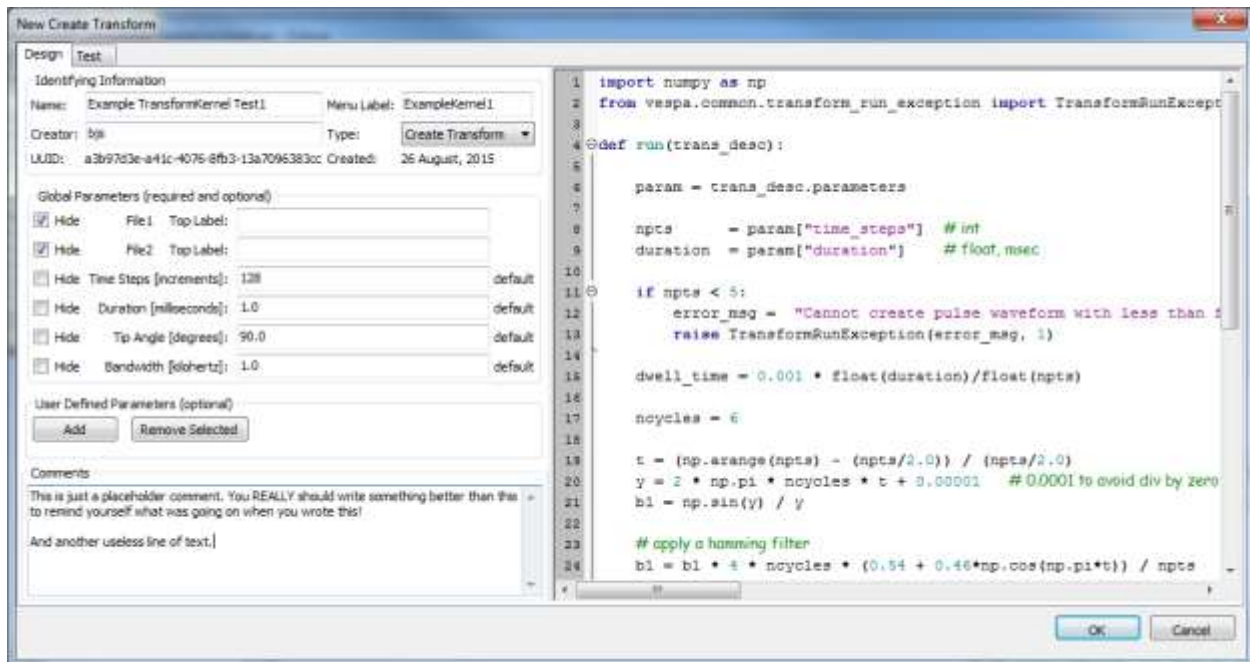 New Create Transform
Design Test
Identifying Information
Name: Example TransformKernel Test1 Menu Label: ExampleKernel1
Creator: bjs Type: Create Transform
UUID: a3b97d3e-a41c-4076-8fb3-13a7096383cc Created: 26 August, 2015
Global Parameters (required and optional)
Hide File1 Top Label:
Hide File2 Top Label:
Hide Time Steps [increments]: 128 default
Hide Duration [milliseconds]: 1.0 default
Hide Tip Angle [degrees]: 90.0 default
Hide Bandwidth [kilohertz]: 1.0 default
User Defined Parameters (optional)
Add Remove Selected
Comments
This is just a placeholder comment. You REALLY should write something better than this
to remind yourself what was going on when you wrote this!
And another useless line of text.
1 import numpy as np
2 from vespa.common.transform_run_exception import TransformRunExcept
3
4 def run(trans_desc):
5
6 param = trans_desc.parameters
7
8 npts = param["time_steps"] # int
9 duration = param["duration"] # float, msec
10
11 if npts < 5:
12 error_msg = "Cannot create pulse waveform with less than f
13 raise TransformRunException(error_msg, 1)
14
15 dwell_time = 0.001 * float(duration)/float(npts)
16
17 ncycles = 6
18
19 t = (np.arange(npts) - (npts/2.0)) / (npts/2.0)
20 y = 2 * np.pi * ncycles * t + 0.00001 # 0.0001 to avoid div by zero
21 b1 = np.sin(y) / y
22
23 # apply a hamming filter
24 b1 = b1 * 4 * ncycles * (0.54 + 0.46*np.cos(np.pi*t)) / npts
OK Cancel